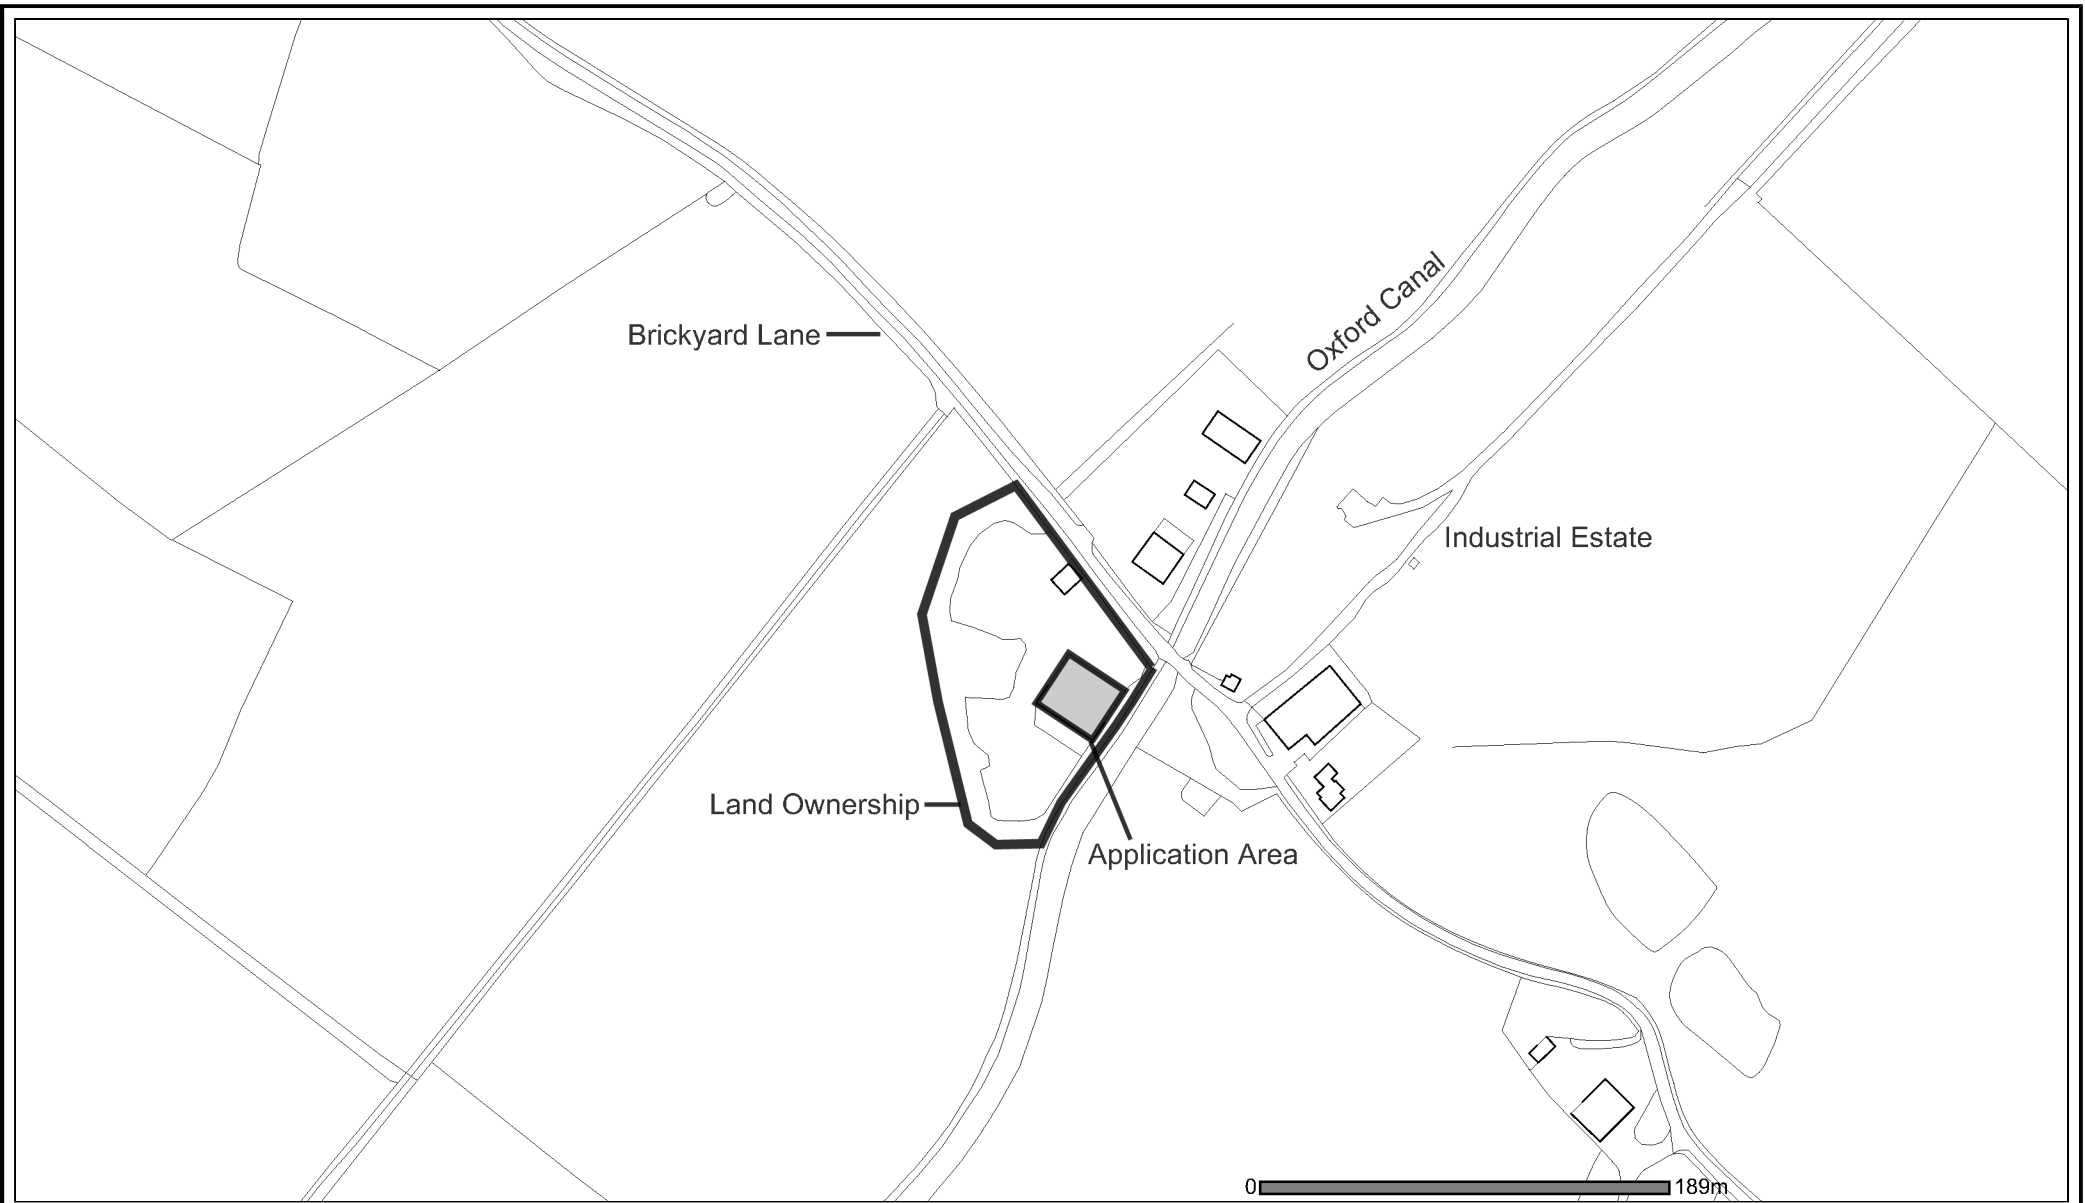 Oxford Canal
Brickyard Lane
Industrial Estate
Land Ownership
Application Area
0 189m